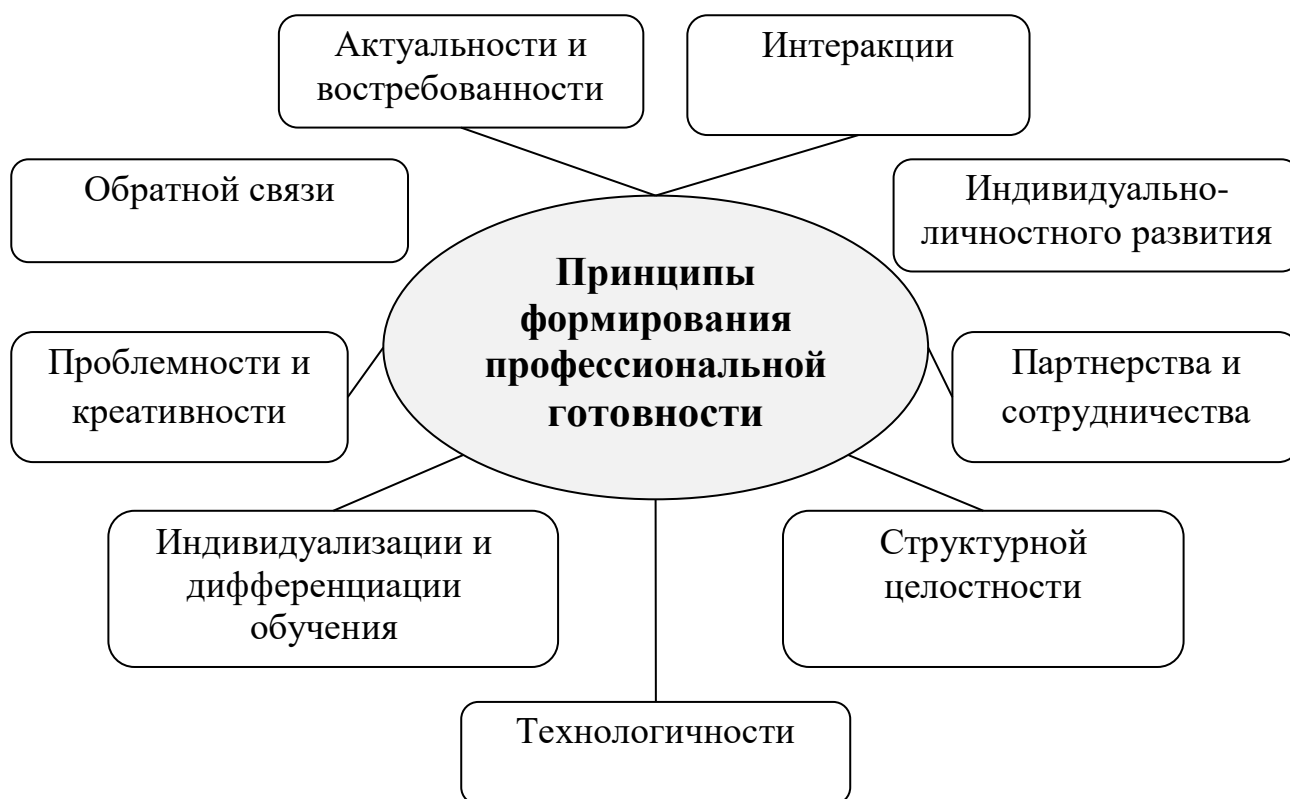 Актуальности и
востребованности
Интеракции
Обратной связи
Индивидуально-
личностного развития
Принципы
формирования
профессиональной
готовности
Проблемности и
креативности
Партнерства и
сотрудничества
Индивидуализации и
дифференциации
обучения
Структурной
целостности
Технологичности